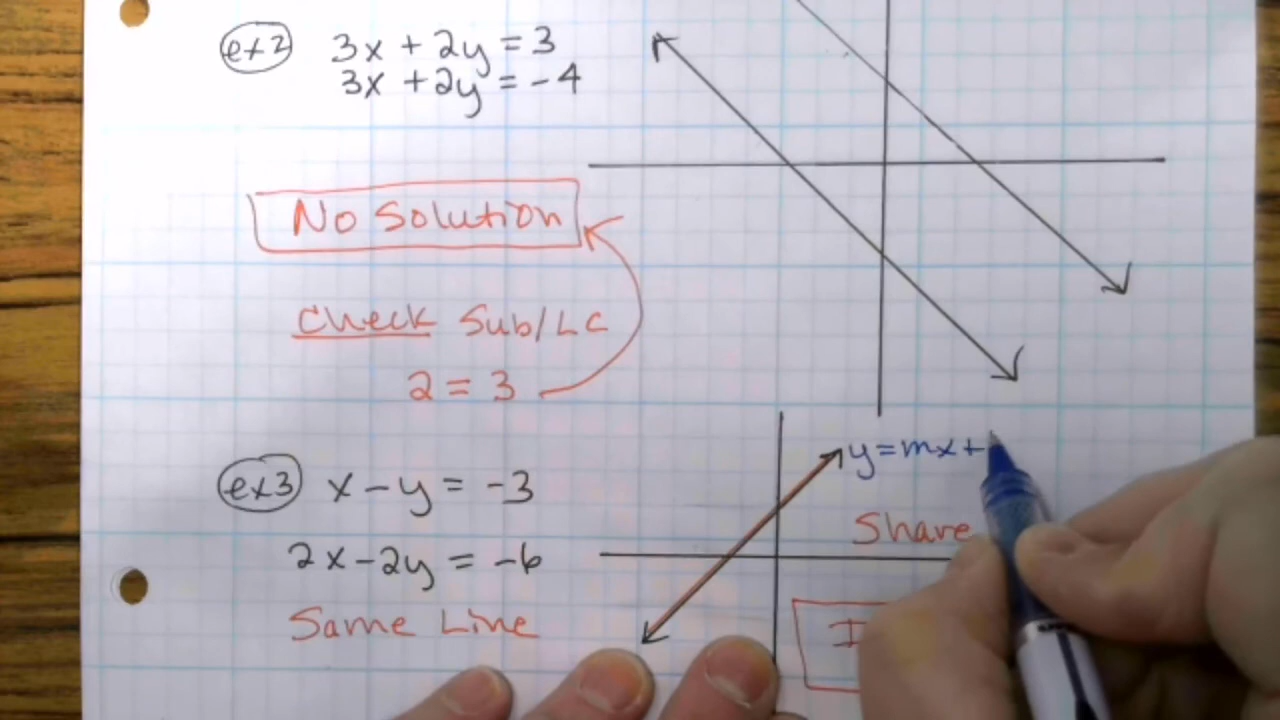 ex2 3x + 2y = 3
3x + 2y = -4
No Solution
Check Sub/LC
2 = 3
ex3 x - y = -3
2x - 2y = -6
Same Line
y = mx +
Share
I